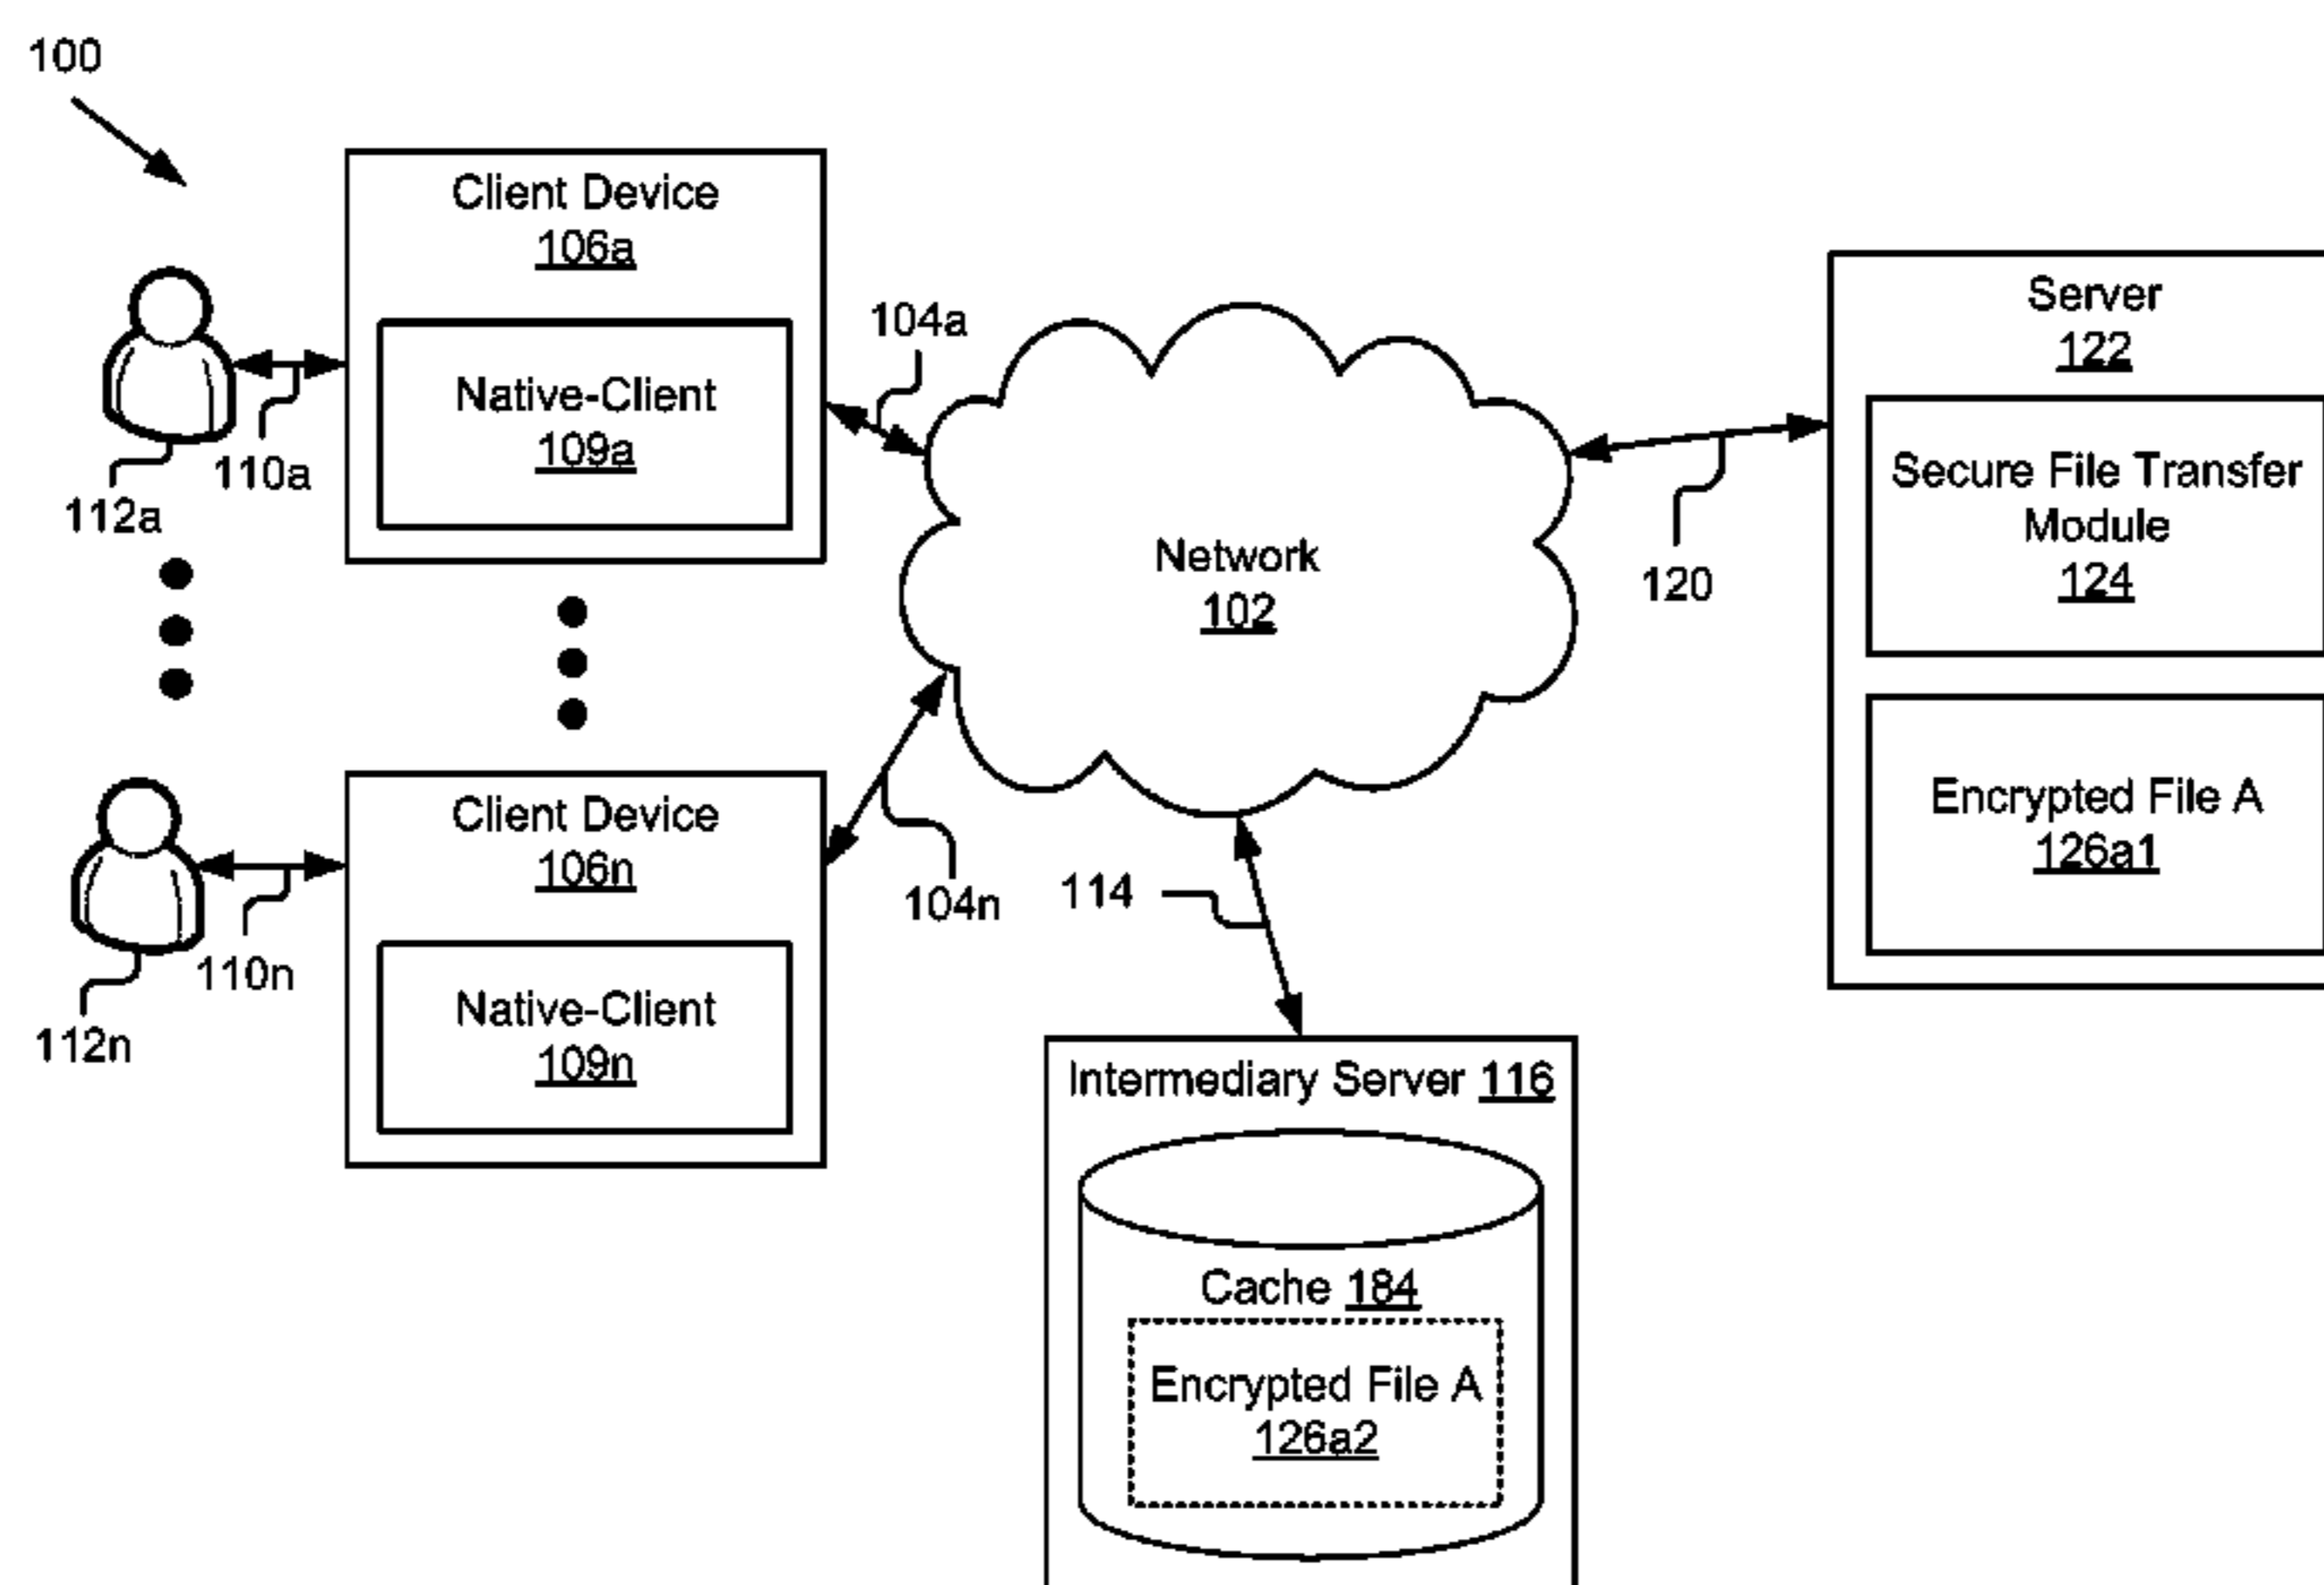 100
Client Device
106a
Native-Client
109a
110a
112a
104a
Network
102
Server
122
Secure File Transfer
Module
124
120
Encrypted File A
126a1
Client Device
106n
Native-Client
109n
110n
112n
104n
114
Intermediary Server 116
Cache 184
Encrypted File A
126a2